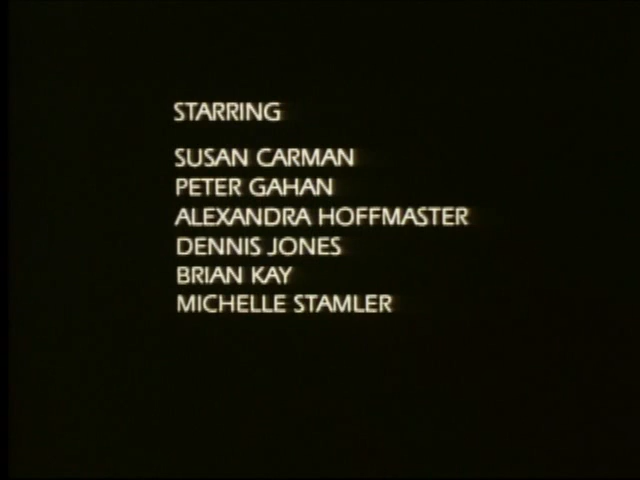 STARRING
SUSAN CARMAN
PETER GAHAN
ALEXANDRA HOFFMASTER
DENNIS JONES
BRIAN KAY
MICHELLE STAMLER